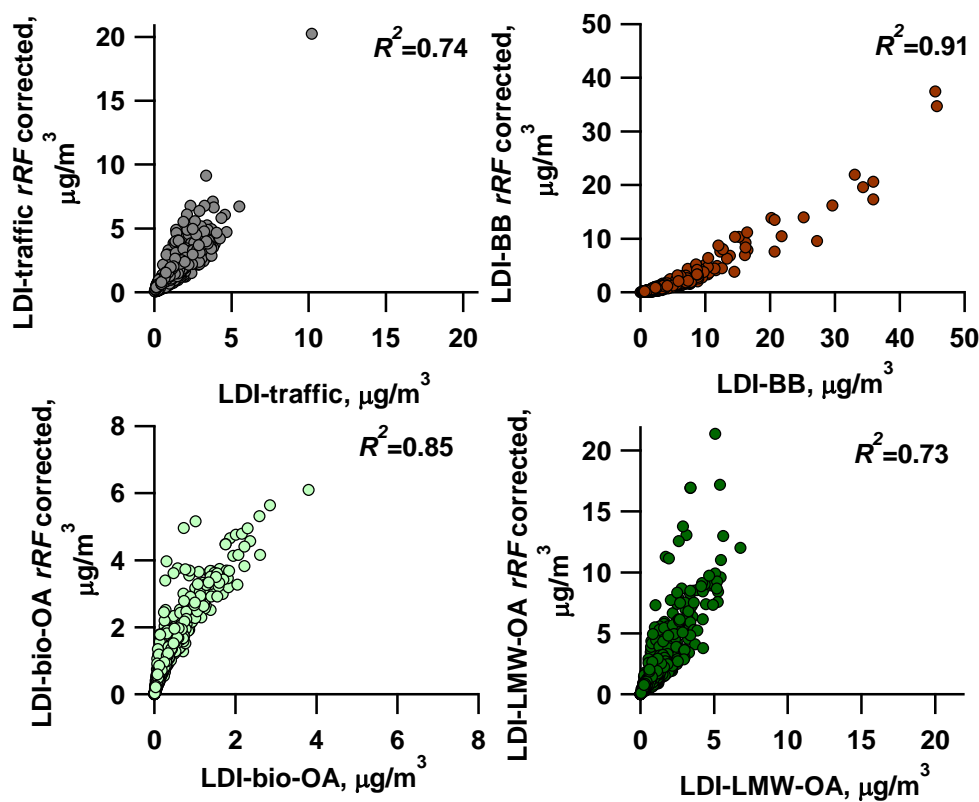 LDI-traffic rRF corrected,
μg/m³
20
15
10
5
0
R²=0.74
0
5
10
15
20
LDI-traffic, μg/m³
LDI-BB rRF corrected,
μg/m³
50
40
30
20
10
0
R²=0.91
0
10
20
30
40
50
LDI-BB, μg/m³
LDI-bio-OA rRF corrected,
μg/m³
8
6
4
2
0
R²=0.85
0
2
4
6
8
LDI-bio-OA, μg/m³
LDI-LMW-OA rRF corrected,
μg/m³
20
15
10
5
0
R²=0.73
0
5
10
15
20
LDI-LMW-OA, μg/m³